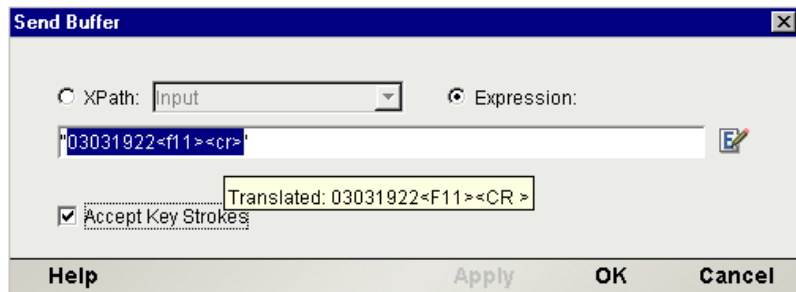 Send Buffer
XPath: Input Expression:
"03031922<f11><cr>"
Translated: 03031922<F11><CR >
Accept Key Strokes
Help Apply OK Cancel